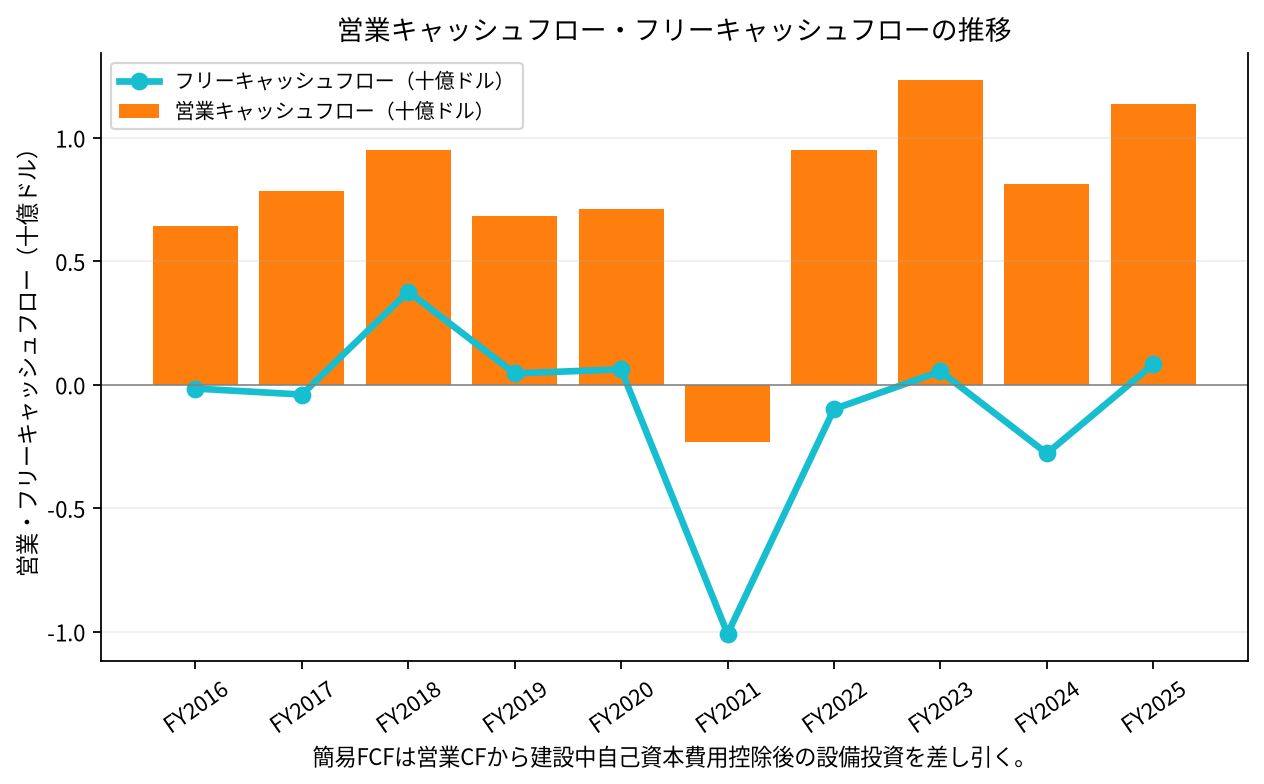 営業キャッシュフロー・フリーキャッシュフローの推移
フリーキャッシュフロー（十億ドル）
営業キャッシュフロー（十億ドル）
営業・フリーキャッシュフロー（十億ドル）
1.0
0.5
0.0
-0.5
-1.0
FY2016
FY2017
FY2018
FY2019
FY2020
FY2021
FY2022
FY2023
FY2024
FY2025
簡易FCFは営業CFから建設中自己資本費用控除後の設備投資を差し引く。